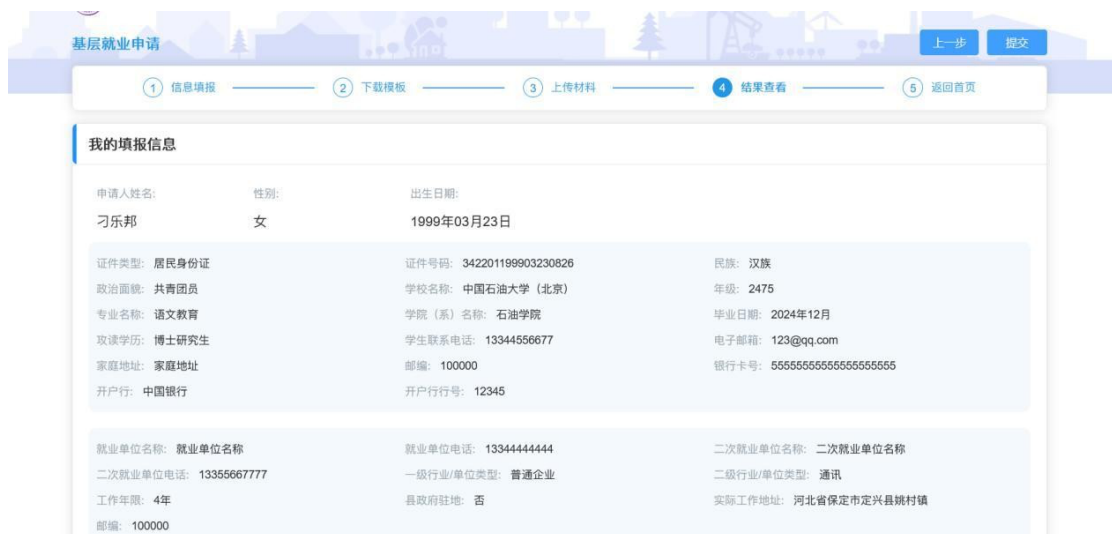 基层就业申请 上一步 提交
1 信息填报 2 下载模板 3 上传材料 4 结果查看 5 返回首页
我的填报信息
申请人姓名: 性别: 出生日期:
刁乐邦 女 1999年03月23日
证件类型: 居民身份证 证件号码: 342201199903230826 民族: 汉族
政治面貌: 共青团员 学校名称: 中国石油大学（北京） 年级: 2475
专业名称: 语文教育 学院（系）名称: 石油学院 毕业日期: 2024年12月
攻读学历: 博士研究生 学生联系电话: 13344556677 电子邮箱: 123@qq.com
家庭地址: 家庭地址 邮编: 100000 银行卡号: 55555555555555555555
开户行: 中国银行 开户行行号: 12345
就业单位名称: 就业单位名称 就业单位电话: 13344444444 二次就业单位名称: 二次就业单位名称
二次就业单位电话: 13355667777 一级行业/单位类型: 普通企业 二级行业/单位类型: 通讯
工作年限: 4年 县政府驻地: 否 实际工作地址: 河北省保定市定兴县姚村镇
邮编: 100000